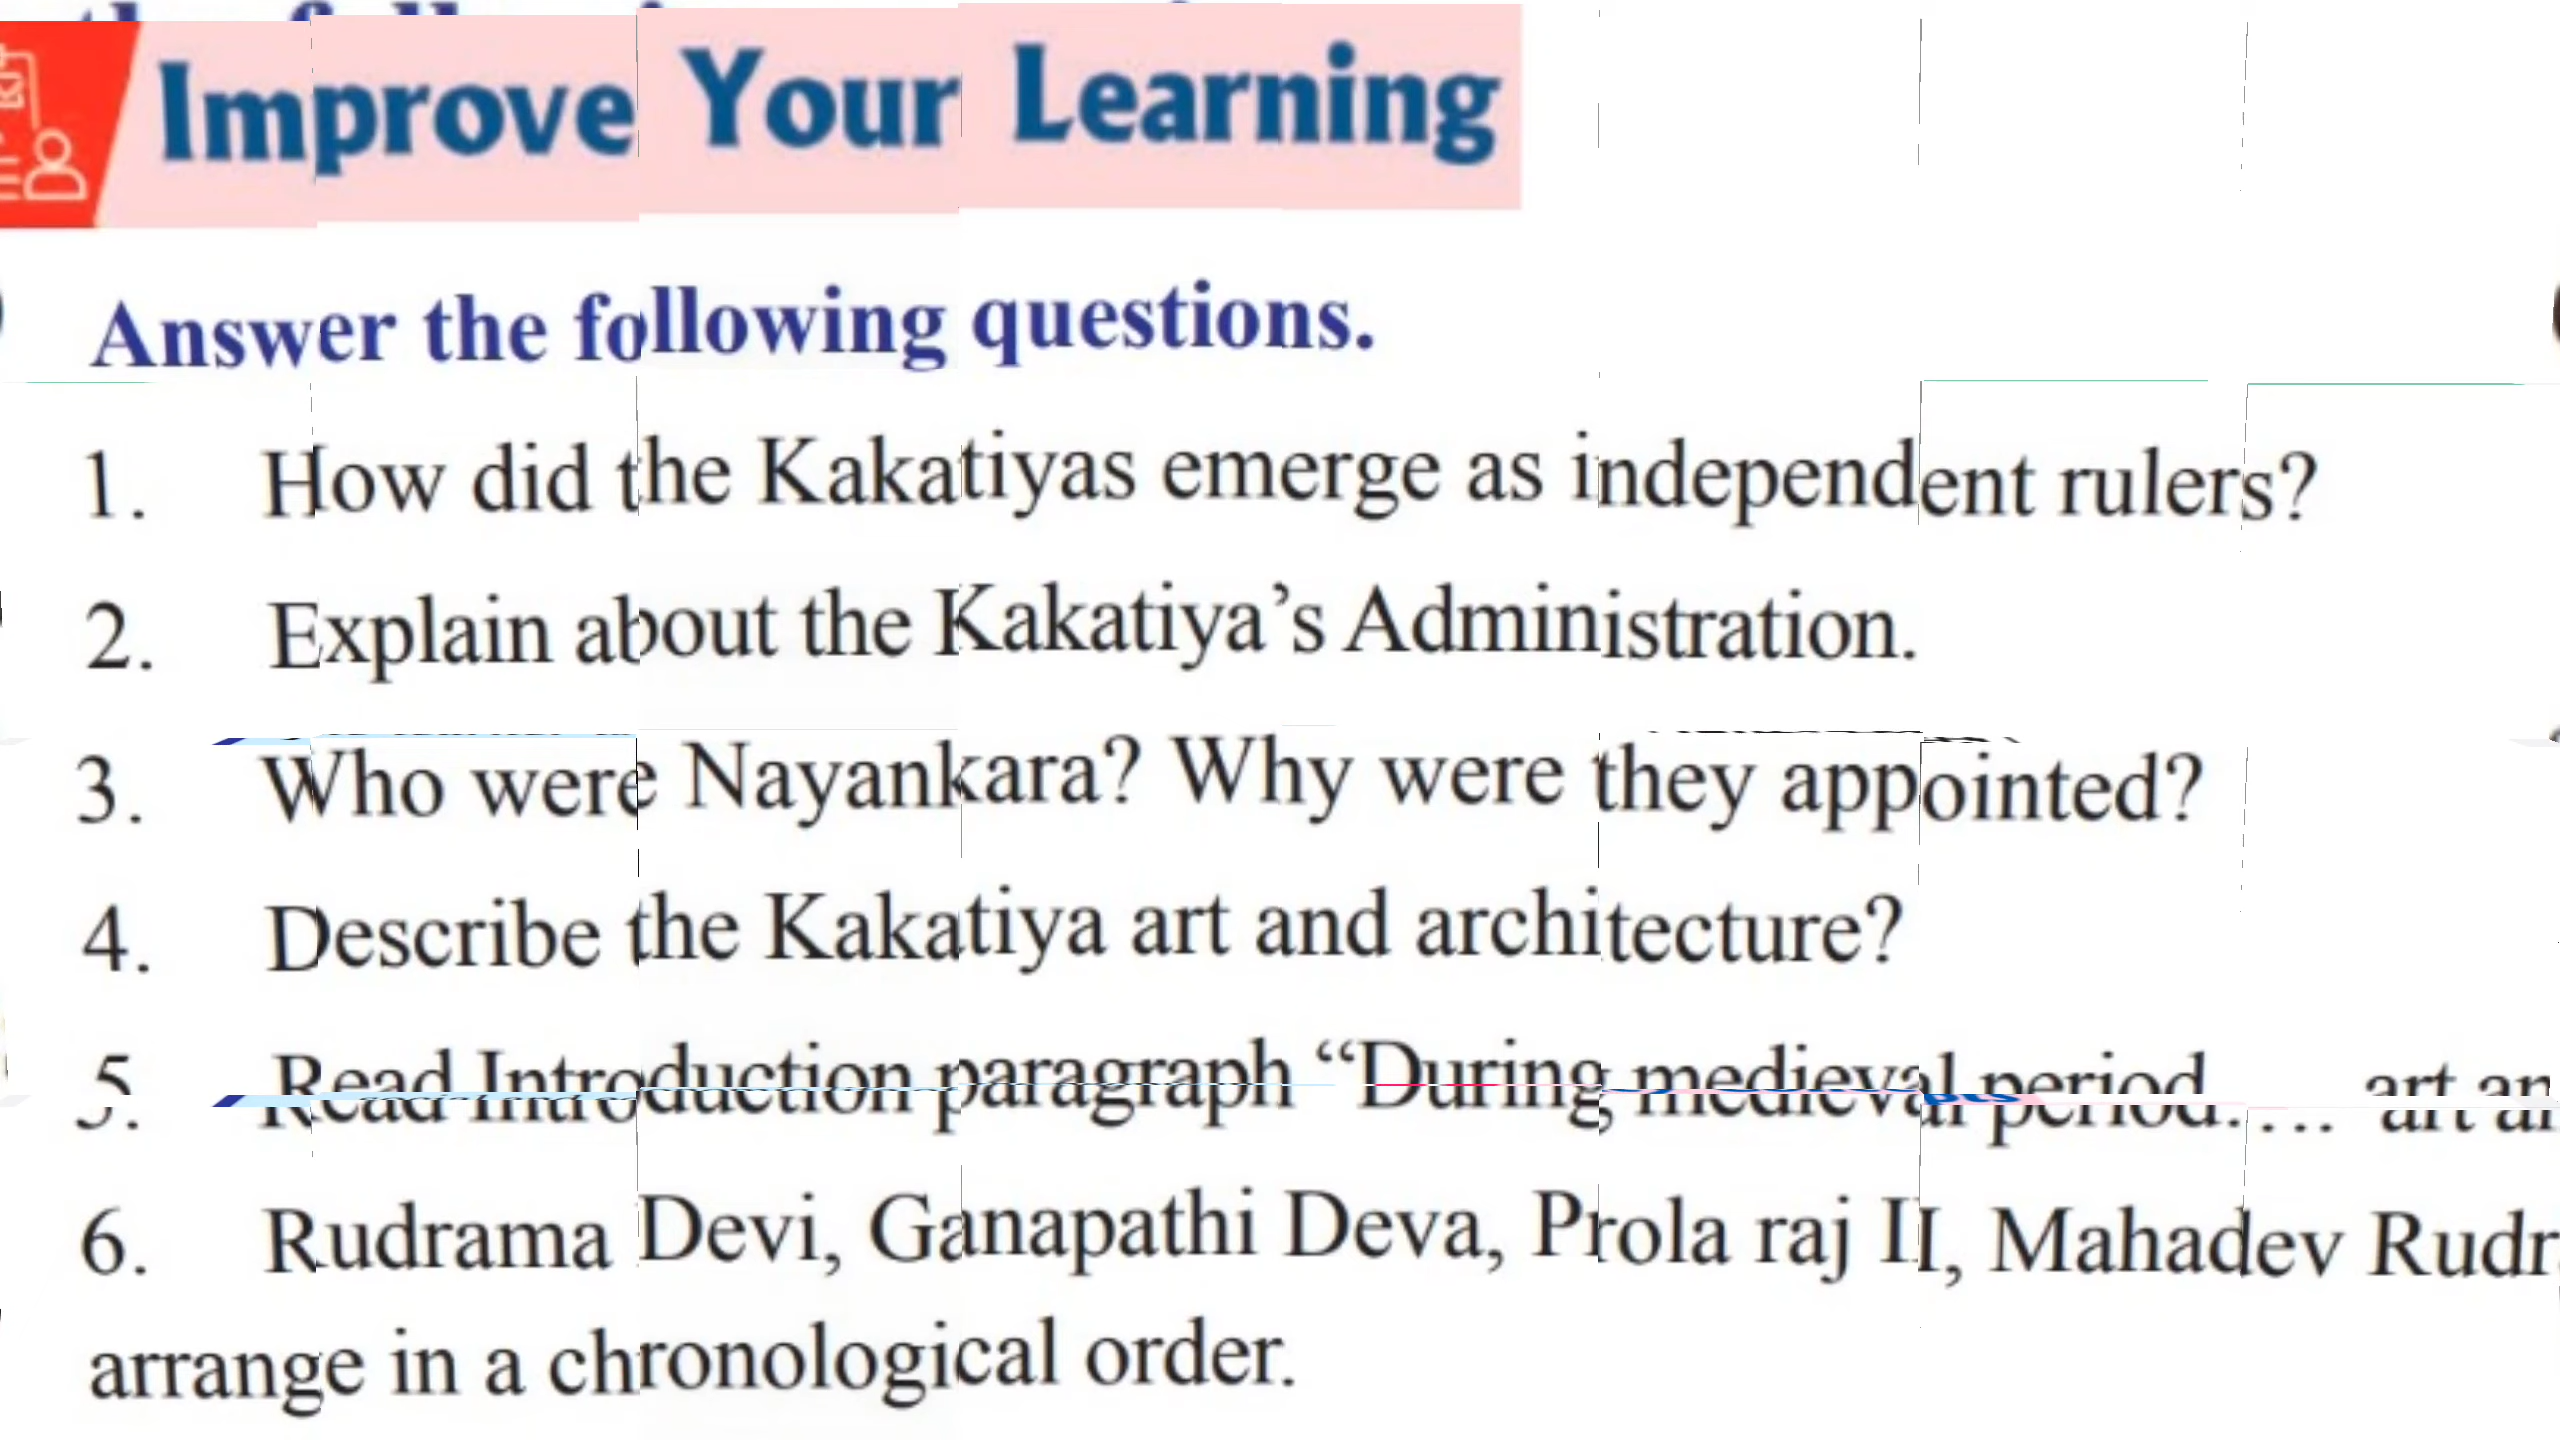 Improve Your Learning
Answer the following questions.
1. How did the Kakatiyas emerge as independent rulers?
2. Explain about the Kakatiya's Administration.
3. Who were Nayankara? Why were they appointed?
4. Describe the Kakatiya art and architecture?
5. Read Introduction paragraph “During medieval period.… art
6. Rudrama Devi, Ganapathi Deva, Prola raj II, Mahadev
arrange in a chronological order.